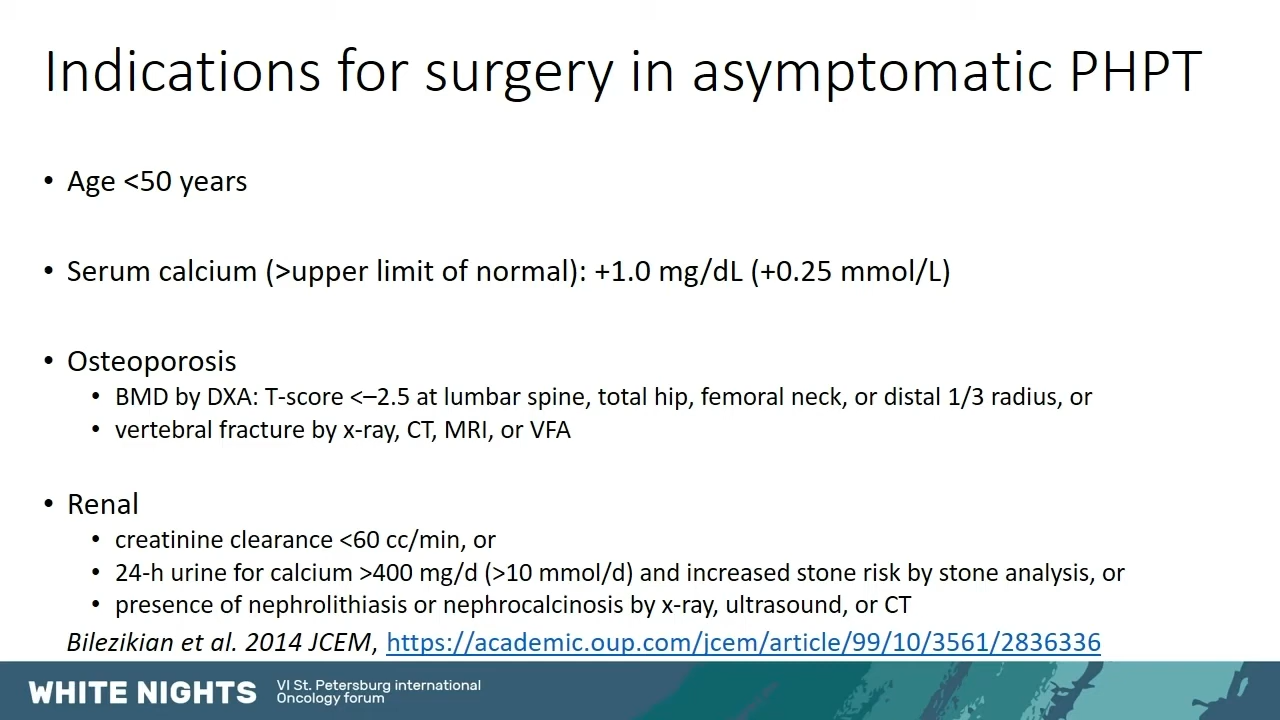 Indications for surgery in asymptomatic PHPT
• Age <50 years
• Serum calcium (>upper limit of normal): +1.0 mg/dL (+0.25 mmol/L)
• Osteoporosis
• BMD by DXA: T-score <–2.5 at lumbar spine, total hip, femoral neck, or distal 1/3 radius, or
• vertebral fracture by x-ray, CT, MRI, or VFA
• Renal
• creatinine clearance <60 cc/min, or
• 24-h urine for calcium >400 mg/d (>10 mmol/d) and increased stone risk by stone analysis, or
• presence of nephrolithiasis or nephrocalcinosis by x-ray, ultrasound, or CT
Bilezikian et al. 2014 JCEM, https://academic.oup.com/jcem/article/99/10/3561/2836336
WHITE NIGHTS
VI St. Petersburg international
Oncology forum